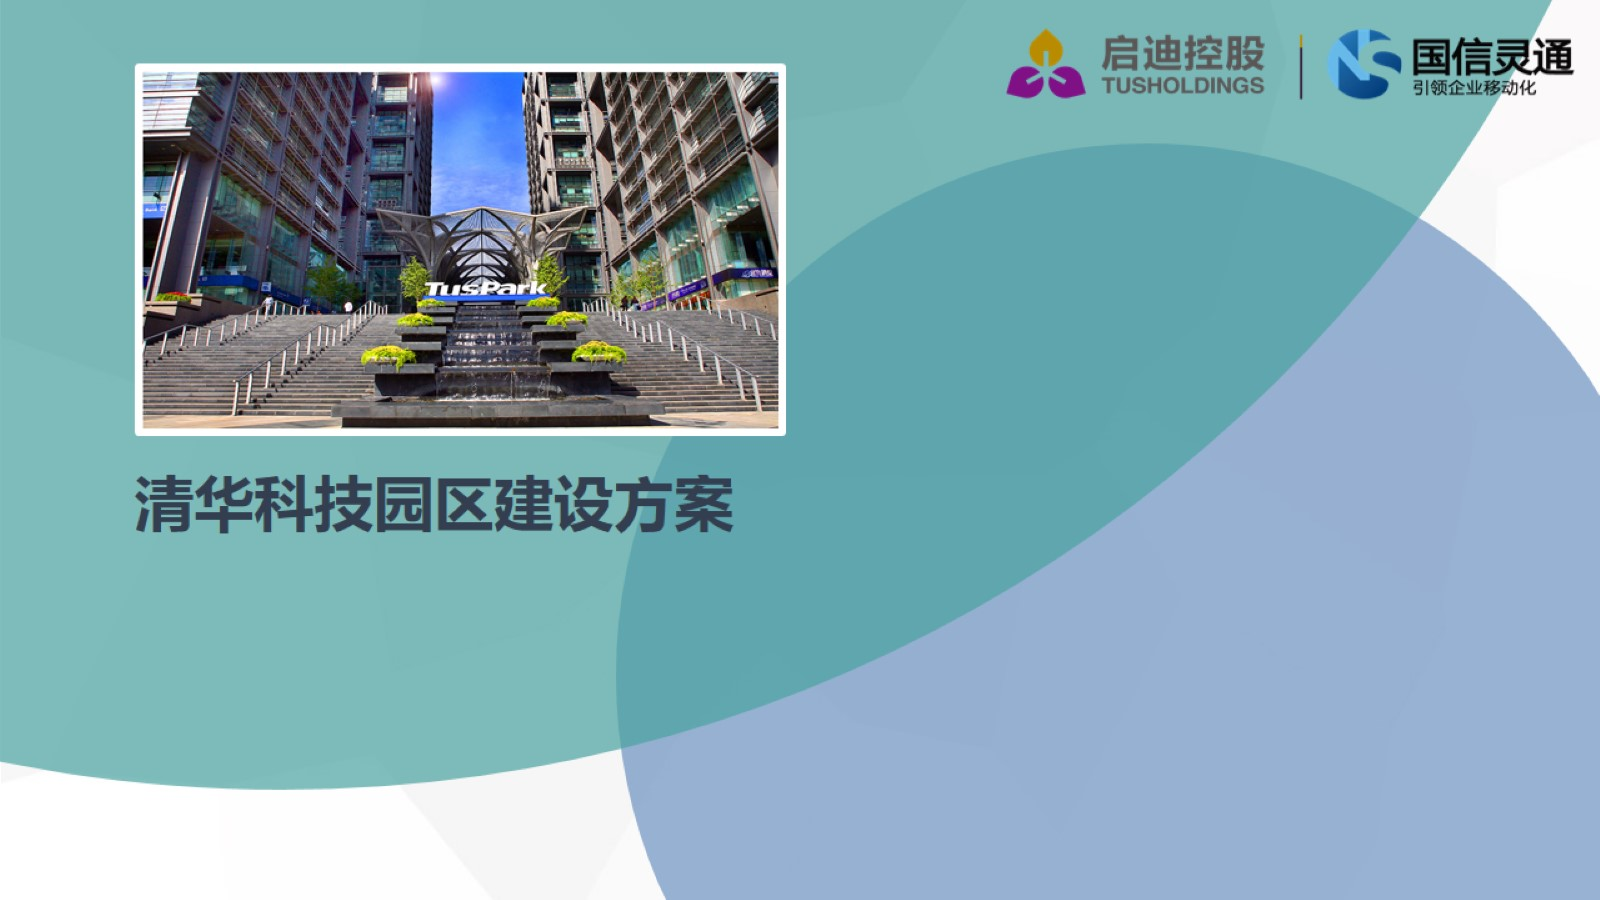 启迪控股
TUSHOLDINGS
国信灵通
引领企业移动化
TusPark
清华科技园区建设方案